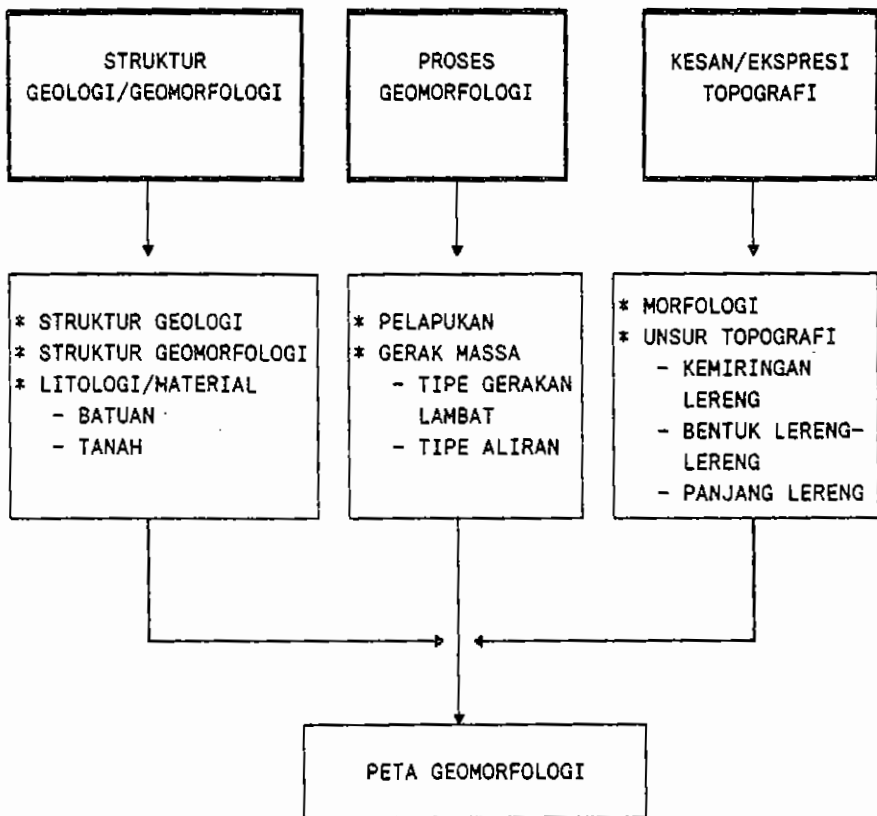 STRUKTUR
GEOLOGI/GEOMORFOLOGI
PROSES
GEOMORFOLOGI
KESAN/EKSPRESI
TOPOGRAFI
* STRUKTUR GEOLOGI
* STRUKTUR GEOMORFOLOGI
* LITOLOGI/MATERIAL
- BATUAN
- TANAH
* PELAPUKAN
* GERAK MASSA
- TIPE GERAKAN
LAMBAT
- TIPE ALIRAN
* MORFOLOGI
* UNSUR TOPOGRAFI
- KEMIRINGAN
LERENG
- BENTUK LERENG-
LERENG
- PANJANG LERENG
PETA GEOMORFOLOGI